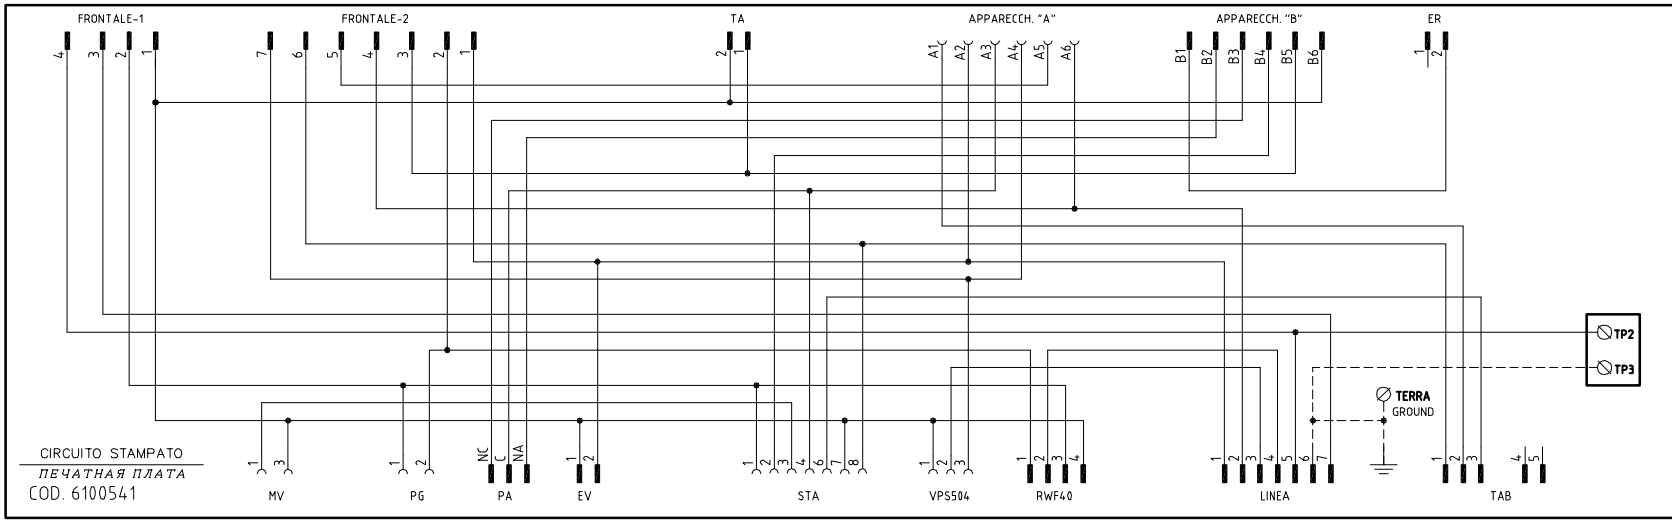 FRONTALE-1
FRONTALE-2
TA
APPARECCH. "A"
APPARECCH. "B"
ER
4 3 2 1
7 6 5 4 3 2 1
2 1
A1 A2 A3 A4 A5 A6
B1 B2 B3 B4 B5 B6
1 2
TP2
TP3
TERRA
GROUND
CIRCUITO STAMPATO
ПЕЧАТНАЯ ПЛАТА
COD. 6100541
1 3
1 2
NC C NA
1 2
1 2 3 4 6 7 8
1 2 3
1 2 3 4
1 2 3 4 5 6 7
1 2 3 4 5
MV
PG
PA
EV
STA
VPS504
RWF40
LINEA
TAB